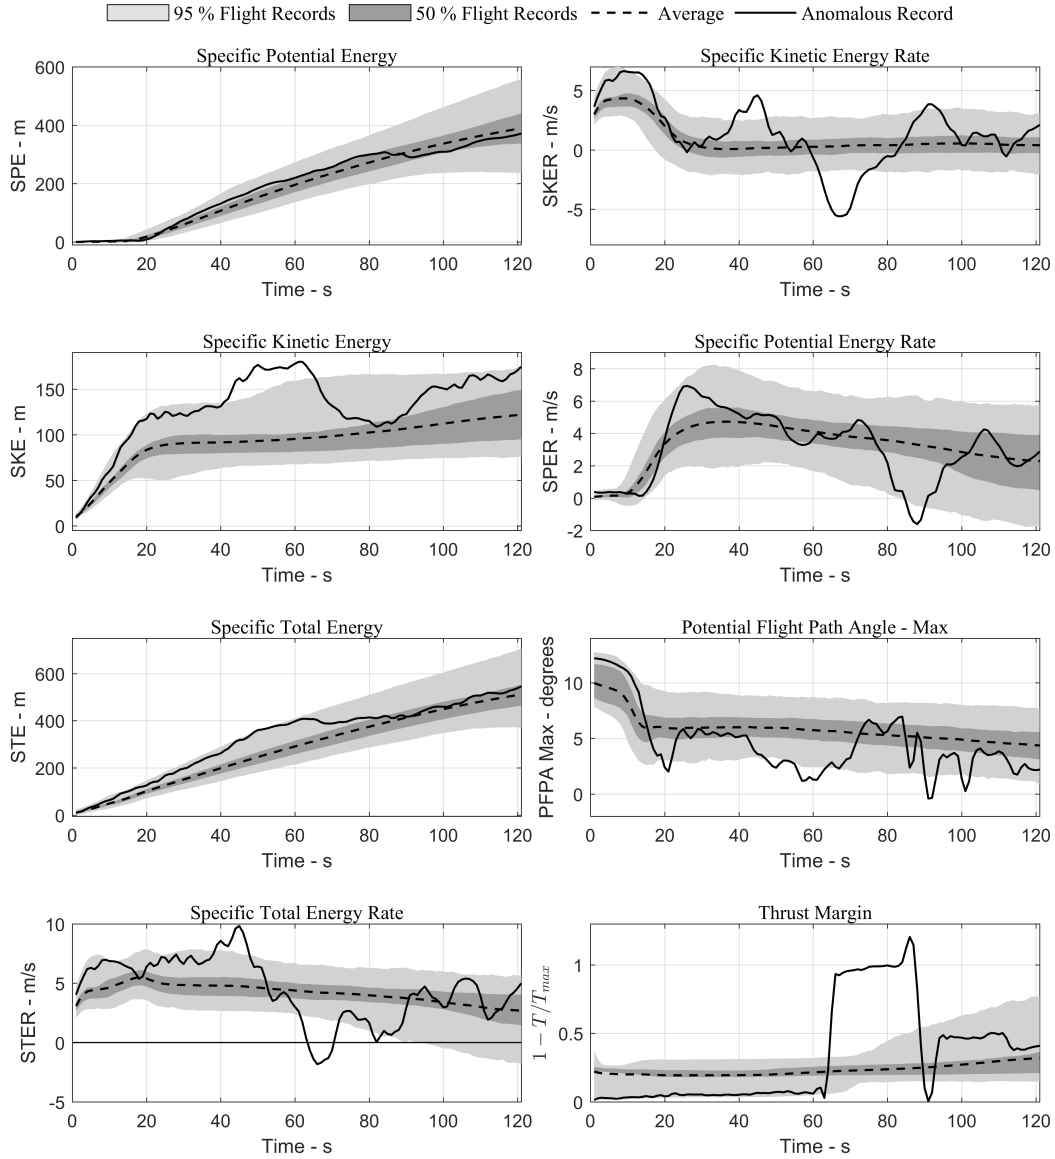 95 % Flight Records 50 % Flight Records Average Anomalous Record
Specific Potential Energy
600
400
200
0
SPE - m
0 20 40 60 80 100 120
Time - s
Specific Kinetic Energy Rate
5
0
-5
SKER - m/s
0 20 40 60 80 100 120
Time - s
Specific Kinetic Energy
150
100
50
0
SKE - m
0 20 40 60 80 100 120
Time - s
Specific Potential Energy Rate
8
6
4
2
0
-2
SPER - m/s
0 20 40 60 80 100 120
Time - s
Specific Total Energy
600
400
200
0
STE - m
0 20 40 60 80 100 120
Time - s
Potential Flight Path Angle - Max
10
5
0
PFPA Max - degrees
0 20 40 60 80 100 120
Time - s
Specific Total Energy Rate
10
5
0
-5
STER - m/s
0 20 40 60 80 100 120
Time - s
Thrust Margin
1
0.5
0
1 − T/Tmax
0 20 40 60 80 100 120
Time - s